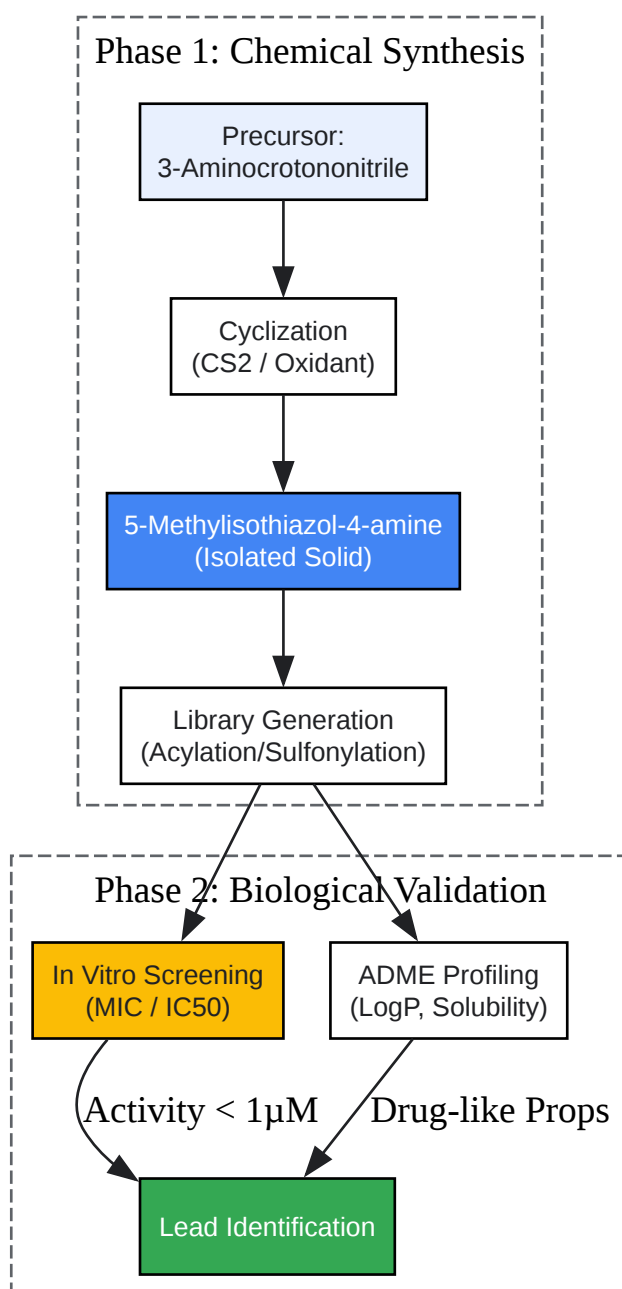 Phase 1: Chemical Synthesis
Precursor:
3-Aminocrotononitrile
Cyclization
(CS2 / Oxidant)
5-Methylisothiazol-4-amine
(Isolated Solid)
Library Generation
(Acylation/Sulfonylation)
Phase 2: Biological Validation
In Vitro Screening
(MIC / IC50)
ADME Profiling
(LogP, Solubility)
Activity < 1µM
Drug-like Props
Lead Identification